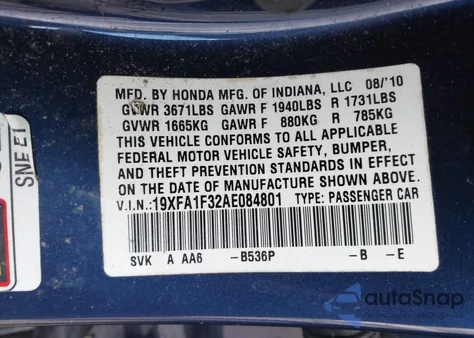 MFD. BY HONDA MFG. OF INDIANA, LLC 08/'10
GVWR 3671LBS GAWR F 1940LBS R 1731LBS
GVWR 1665KG GAWR F 880KG R 785KG
THIS VEHICLE CONFORMS TO ALL APPLICABLE
FEDERAL MOTOR VEHICLE SAFETY, BUMPER,
AND THEFT PREVENTION STANDARDS IN EFFECT
ON THE DATE OF MANUFACTURE SHOWN ABOVE.
V.I.N.:19XFA1F32AE084801 TYPE: PASSENGER CAR
SVK A AA6 -B536P -B -E
SNE E1
autoSnap